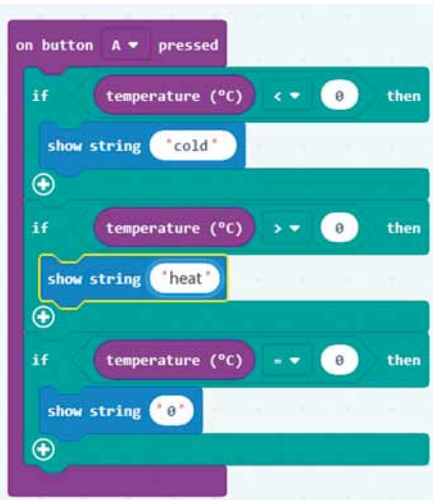 on button A pressed
if temperature (°C) < 0 then
show string "cold"
if temperature (°C) > 0 then
show string "heat"
if temperature (°C) = 0 then
show string "0"